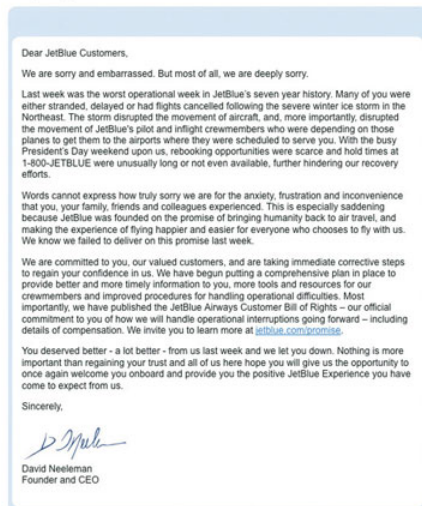 Dear JetBlue Customers,
We are sorry and embarrassed. But most of all, we are deeply sorry.
Last week was the worst operational week in JetBlue's seven year history. Many of you were
either stranded, delayed or had flights cancelled following the severe winter ice storm in the
Northeast. The storm disrupted the movement of aircraft, and, more importantly, disrupted
the movement of JetBlue's pilot and inflight crewmembers who were depending on those
planes to get them to the airports where they were scheduled to serve you. With the busy
President's Day weekend upon us, rebooking opportunities were scarce and hold times at
1-800-JETBLUE were unusually long or not even available, further hindering our recovery
efforts.
Words cannot express how truly sorry we are for the anxiety, frustration and inconvenience
that you, your family, friends and colleagues experienced. This is especially saddening
because JetBlue was founded on the promise of bringing humanity back to air travel, and
making the experience of flying happier and easier for everyone who chooses to fly with us.
We know we failed to deliver on this promise last week.
We are committed to you, our valued customers, and are taking immediate corrective steps
to regain your confidence in us. We have begun putting a comprehensive plan in place to
provide better and more timely information to you, more tools and resources for our
crewmembers and improved procedures for handling operational difficulties. Most
importantly, we have published the JetBlue Airways Customer Bill of Rights – our official
commitment to you of how we will handle operational interruptions going forward – including
details of compensation. We invite you to learn more at jetblue.com/promise.
You deserved better - a lot better - from us last week and we let you down. Nothing is more
important than regaining your trust and all of us here hope you will give us the opportunity to
once again welcome you onboard and provide you the positive JetBlue Experience you have
come to expect from us.
Sincerely,
David Neeleman
Founder and CEO